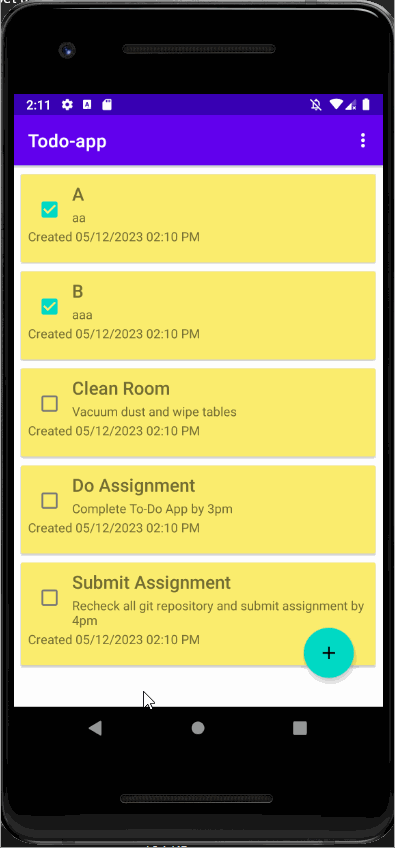 2:11
Todo-app
A
aa
Created 05/12/2023 02:10 PM
B
aaa
Created 05/12/2023 02:10 PM
Clean Room
Vacuum dust and wipe tables
Created 05/12/2023 02:10 PM
Do Assignment
Complete To-Do App by 3pm
Created 05/12/2023 02:10 PM
Submit Assignment
Recheck all git repository and submit assignment by
4pm
Created 05/12/2023 02:10 PM
+